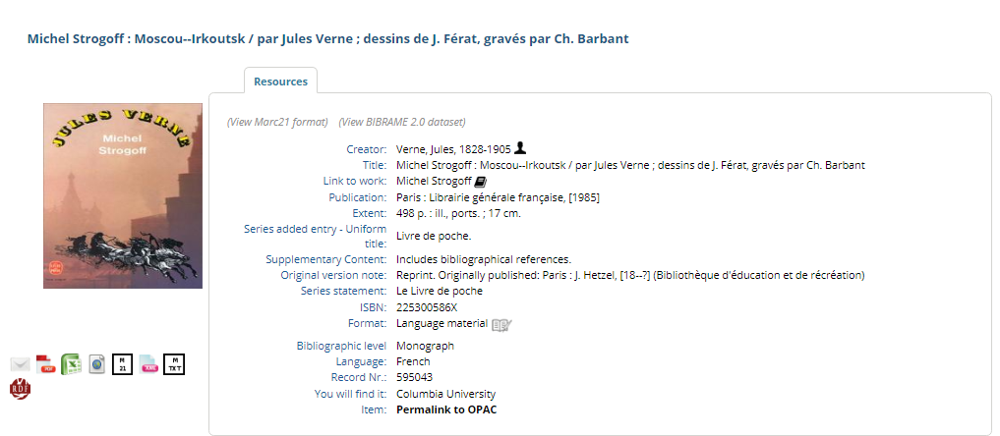 Michel Strogoff : Moscou--Irkoutsk / par Jules Verne ; dessins de J. Férat, gravés par Ch. Barbant
Resources
JULES VERNE
Michel
Strogoff
(View Marc21 format) (View BIBRAME 2.0 dataset)
Creator: Verne, Jules, 1828-1905
Title: Michel Strogoff : Moscou--Irkoutsk / par Jules Verne ; dessins de J. Férat, gravés par Ch. Barbant
Link to work: Michel Strogoff
Publication: Paris : Librairie générale française, [1985]
Extent: 498 p. : ill., ports. ; 17 cm.
Series added entry - Uniform
title: Livre de poche.
Supplementary Content: Includes bibliographical references.
Original version note: Reprint. Originally published: Paris : J. Hetzel, [18--?] (Bibliothèque d'éducation et de récréation)
Series statement: Le Livre de poche
ISBN: 225300586X
Format: Language material
Bibliographic level Monograph
Language: French
Record Nr.: 595043
You will find it: Columbia University
Item: Permalink to OPAC
PDF
M
21
M
TXT
RDF